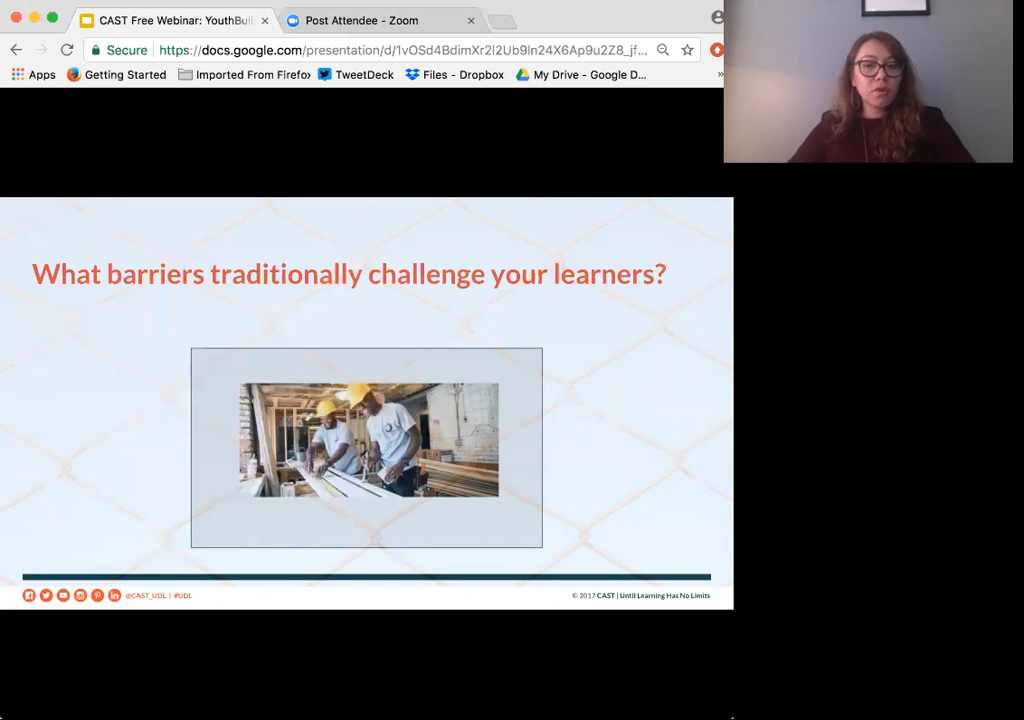 CAST Free Webinar: YouthBui
Post Attendee - Zoom
Secure
https://docs.google.com/presentation/d/1vOSd4BdimXr2l2Ub9ln24X6Ap9u2Z8_jf...
Apps
Getting Started
Imported From Firefox
TweetDeck
Files - Dropbox
My Drive - Google D...
»
What barriers traditionally challenge your learners?
@CAST_UDL | #UDL
© 2017 CAST | Until Learning Has No Limits